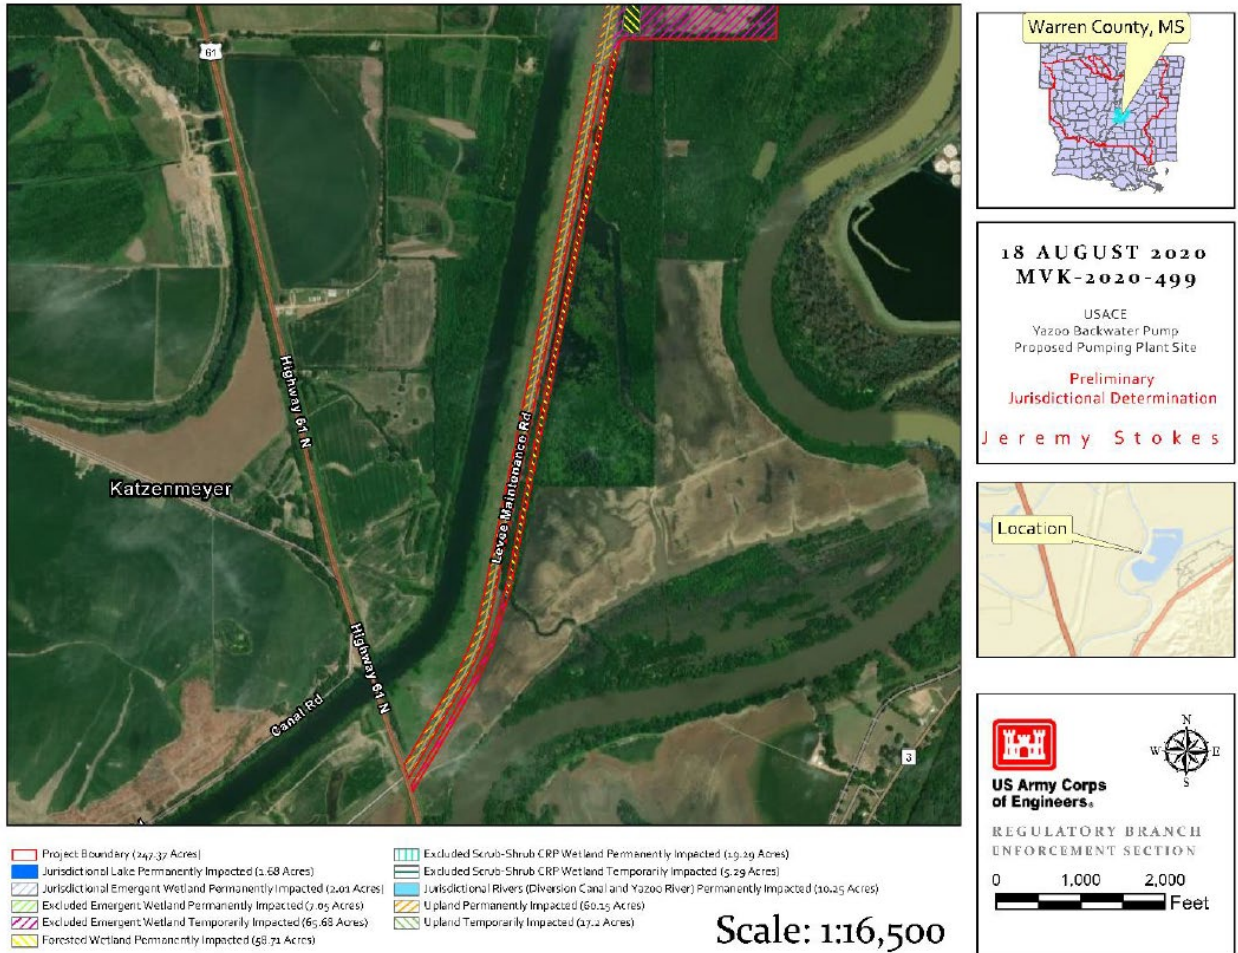 61
Highway 61 N
Levee Maintenance Rd
Katzenmeyer
Highway 61 N
Canal Rd
3
Warren County, MS
18 AUGUST 2020
MVK-2020-499
USACE
Yazoo Backwater Pump
Proposed Pumping Plant Site
Preliminary
Jurisdictional Determination
Jeremy Stokes
Location
N
W E
S
US Army Corps
of Engineers®
REGULATORY BRANCH
ENFORCEMENT SECTION
0 1,000 2,000
Feet
Project Boundary (247.37 Acres)
Jurisdictional Lake Permanently Impacted (1.68 Acres)
Jurisdictional Emergent Wetland Permanently Impacted (2.01 Acres)
Excluded Emergent Wetland Permanently Impacted (7.05 Acres)
Excluded Emergent Wetland Temporarily Impacted (65.68 Acres)
Forested Wetland Permanently Impacted (58.71 Acres)
Excluded Scrub-Shrub CRP Wetland Permanently Impacted (19.29 Acres)
Excluded Scrub-Shrub CRP Wetland Temporarily Impacted (5.29 Acres)
Jurisdictional Rivers (Diversion Canal and Yazoo River) Permanently Impacted (10.25 Acres)
Upland Permanently Impacted (60.15 Acres)
Upland Temporarily Impacted (17.2 Acres)
Scale: 1:16,500